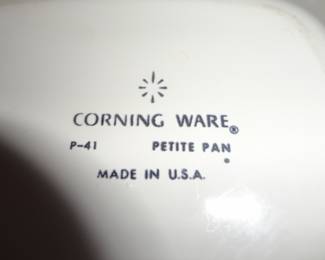 CORNING WARE®
P-41 PETITE PAN
MADE IN U.S.A.